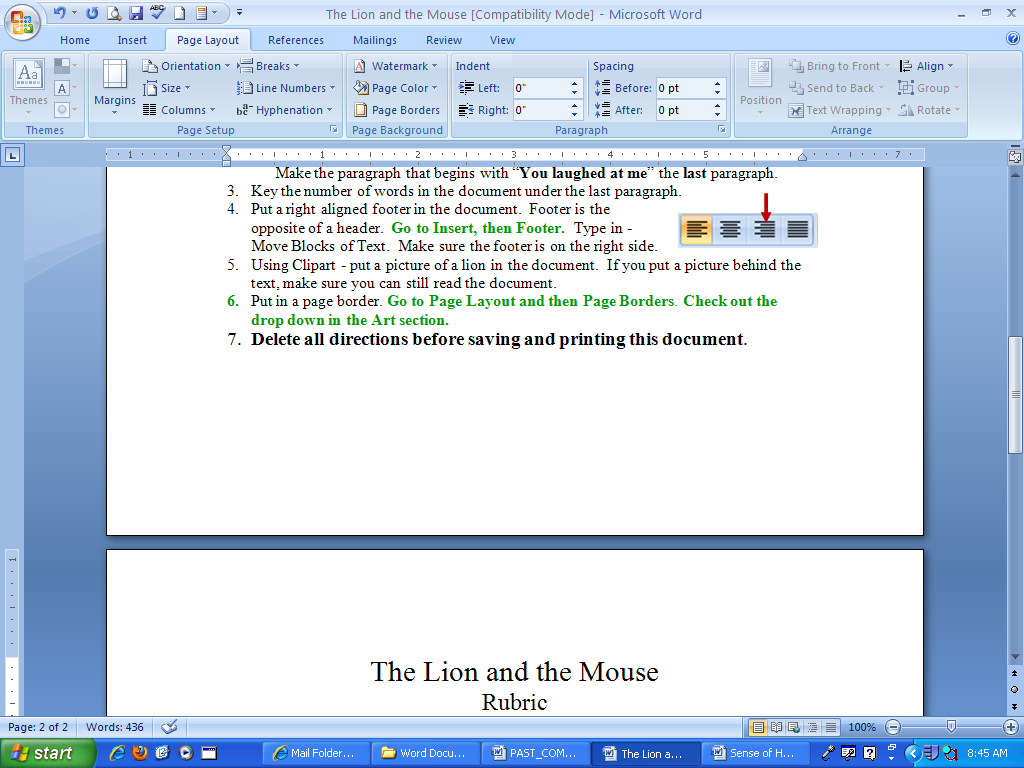 The Lion and the Mouse [Compatibility Mode] - Microsoft Word
Home Insert Page Layout References Mailings Review View
Themes
Themes
Margins
Orientation
Size
Columns
Breaks
Line Numbers
Hyphenation
Page Setup
Watermark
Page Color
Page Borders
Page Background
Indent
Left: 0"
Right: 0"
Spacing
Before: 0 pt
After: 0 pt
Paragraph
Position
Bring to Front
Send to Back
Text Wrapping
Align
Group
Rotate
Arrange
1 1 2 3 4 5 7
Make the paragraph that begins with “You laughed at me” the last paragraph.
3. Key the number of words in the document under the last paragraph.
4. Put a right aligned footer in the document. Footer is the
opposite of a header. Go to Insert, then Footer. Type in -
Move Blocks of Text. Make sure the footer is on the right side.
5. Using Clipart - put a picture of a lion in the document. If you put a picture behind the
text, make sure you can still read the document.
6. Put in a page border. Go to Page Layout and then Page Borders. Check out the
drop down in the Art section.
7. Delete all directions before saving and printing this document.
The Lion and the Mouse
Rubric
Page: 2 of 2 Words: 436 100%
start Mail Folder... Word Docu... PAST_COM... The Lion a... Sense of H... 8:45 AM